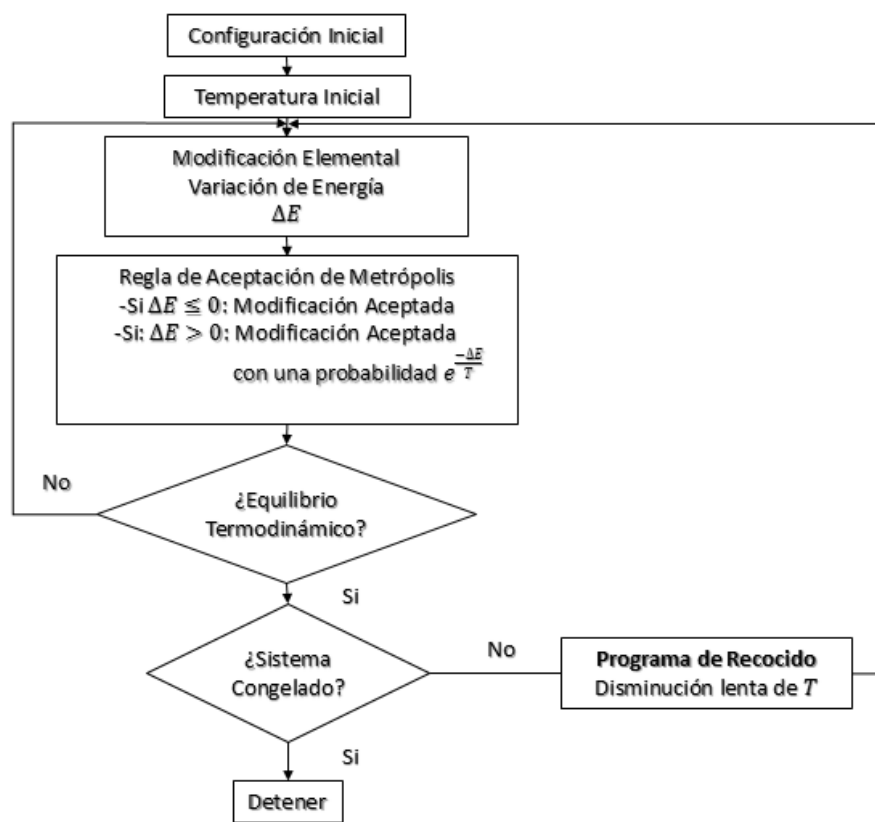 Configuración Inicial
Temperatura Inicial
Modificación Elemental
Variación de Energía
ΔE
Regla de Aceptación de Metrópolis
-Si ΔE ≦ 0: Modificación Aceptada
-Si: ΔE > 0: Modificación Aceptada
con una probabilidad e^(-ΔE/T)
No
¿Equilibrio
Termodinámico?
Si
¿Sistema
Congelado?
No
Programa de Recocido
Disminución lenta de T
Si
Detener